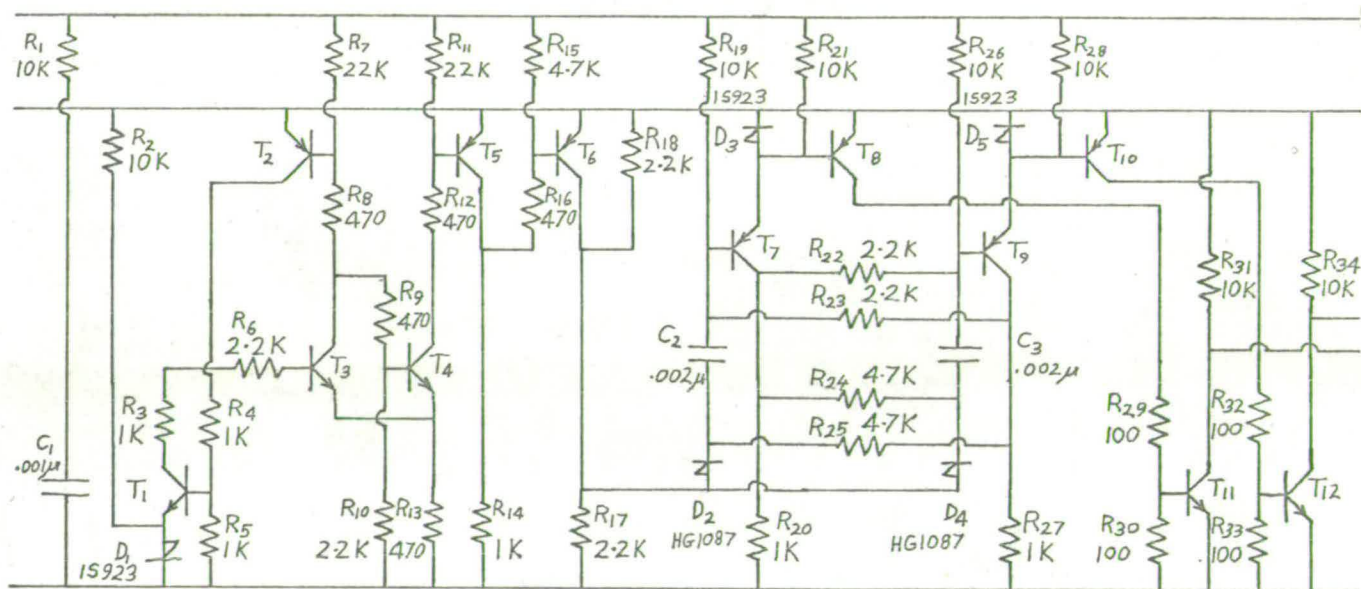 R1
10K
R7
22K
R11
22K
R15
4.7K
R19
10K
R21
10K
R26
10K
R28
10K
1S923
1S923
R2
10K
T2
T5
T6
R18
2.2K
D3
T8
D5
T10
R8
470
R12
470
R16
470
T7
R22
2.2K
T9
R31
10K
R34
10K
R9
470
R23
2.2K
R6
2.2K
C2
.002μ
C3
.002μ
T3
T4
R24
4.7K
R3
1K
R4
1K
R25
4.7K
R29
100
R32
100
C1
.001μ
T1
T11
T12
R5
1K
R10
2.2K
R13
470
R14
1K
R17
2.2K
D2
HG1087
R20
1K
D4
HG1087
R27
1K
R30
100
R33
100
D1
1S923